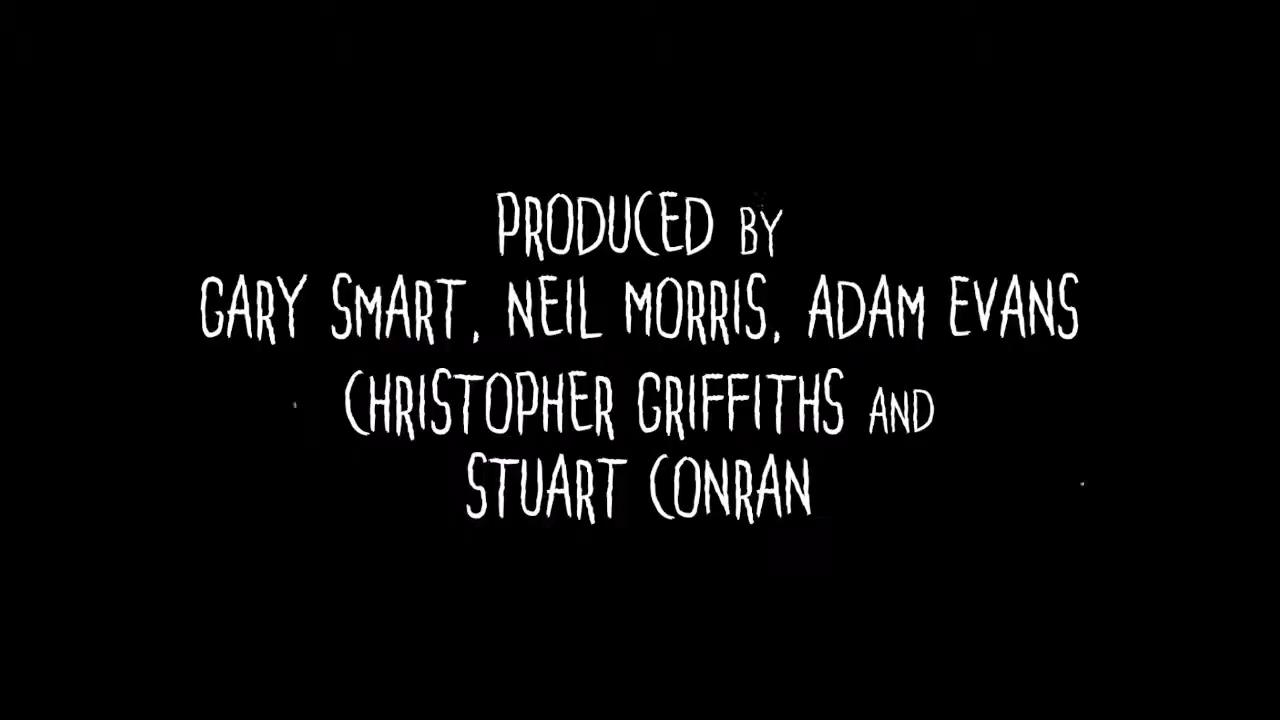 PRODUCED BY
GARY SMART, NEIL MORRIS, ADAM EVANS
CHRISTOPHER GRIFFITHS AND
STUART CONRAN